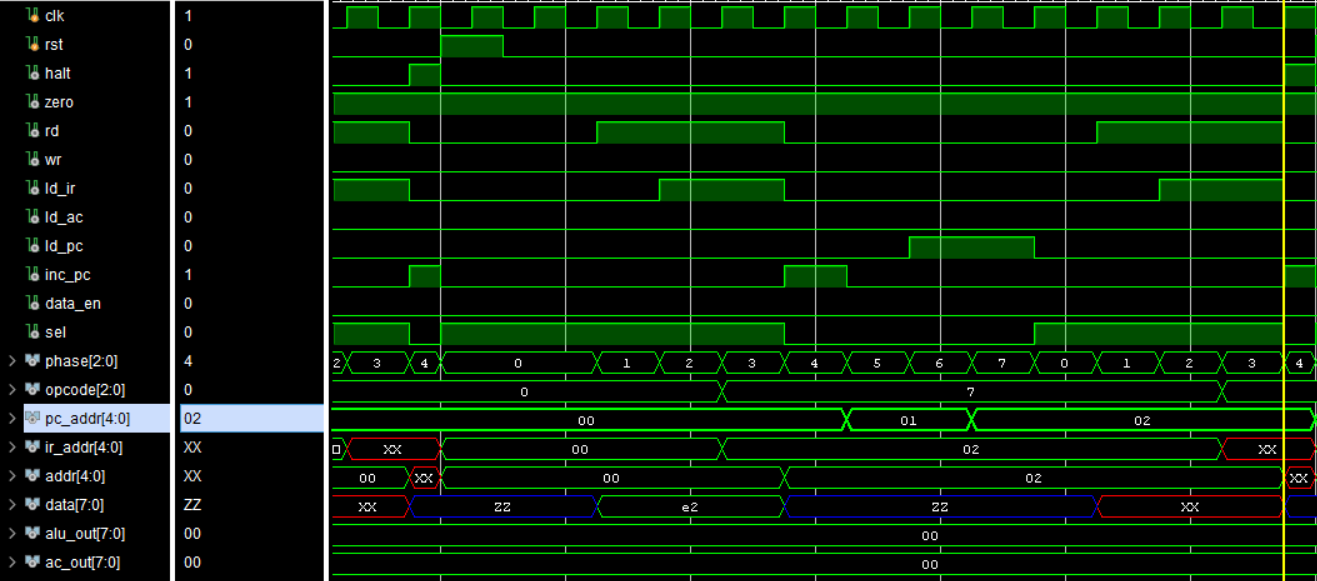 clk 1
rst 0
halt 1
zero 1
rd 0
wr 0
ld_ir 0
ld_ac 0
ld_pc 0
inc_pc 1
data_en 0
sel 0
phase[2:0] 4 2 3 4 0 1 2 3 4 5 6 7 0 1 2 3 4
opcode[2:0] 0 0 7
pc_addr[4:0] 02 00 01 02
ir_addr[4:0] XX XX 00 02 XX
addr[4:0] XX 00 XX 00 02 XX
data[7:0] ZZ XX ZZ e2 ZZ XX
alu_out[7:0] 00 00
ac_out[7:0] 00 00